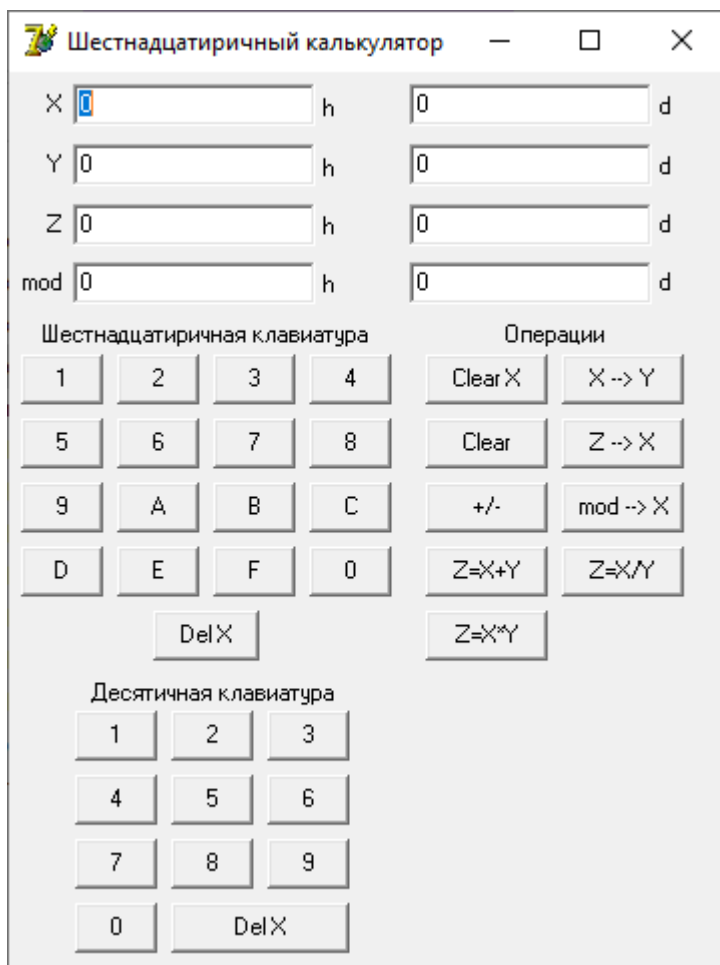 Шестнадцатиричный калькулятор
X 0 h 0 d
Y 0 h 0 d
Z 0 h 0 d
mod 0 h 0 d
Шестнадцатиричная клавиатура
1 2 3 4
5 6 7 8
9 A B C
D E F 0
Del X
Операции
Clear X X --> Y
Clear Z --> X
+/- mod --> X
Z=X+Y Z=X/Y
Z=X*Y
Десятичная клавиатура
1 2 3
4 5 6
7 8 9
0 Del X